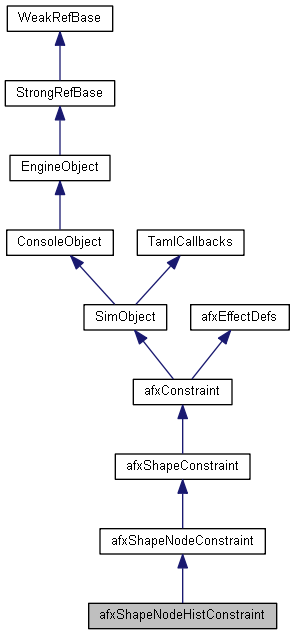 WeakRefBase
StrongRefBase
EngineObject
ConsoleObject
TamlCallbacks
SimObject
afxEffectDefs
afxConstraint
afxShapeConstraint
afxShapeNodeConstraint
afxShapeNodeHistConstraint